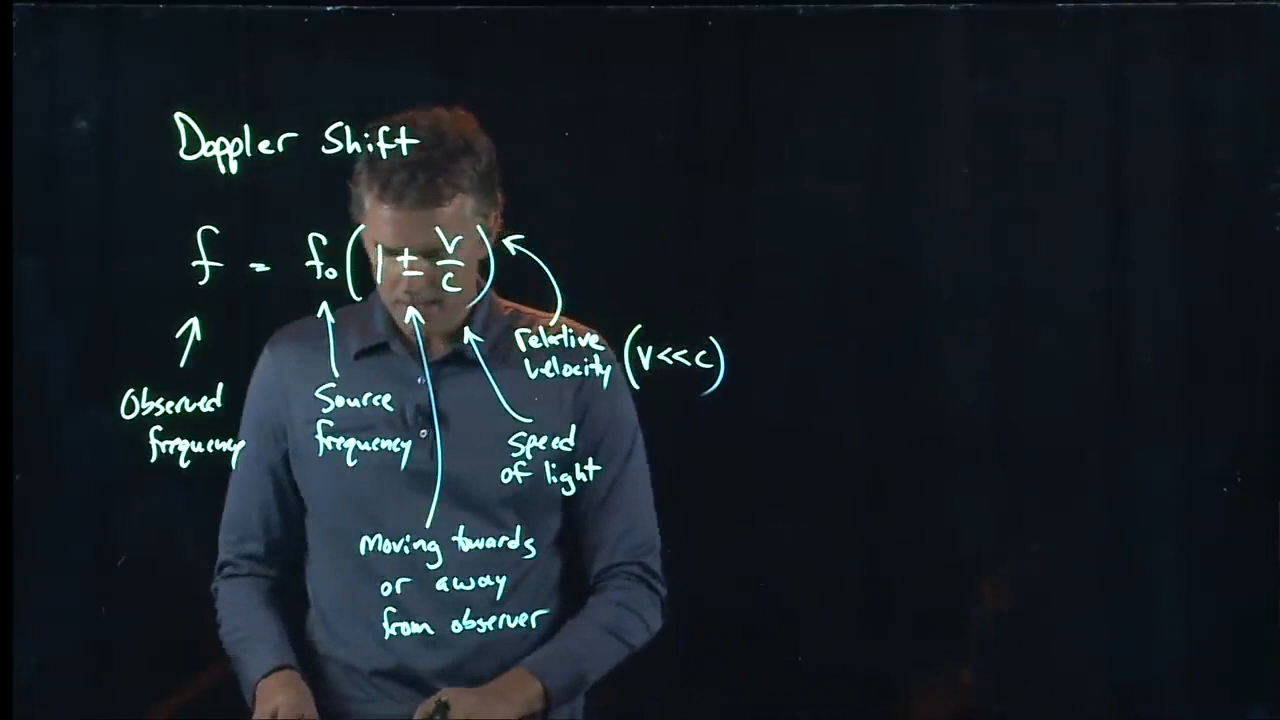 Doppler Shift
f = f₀ (1 ± v/c)
Observed
frequency
Source
frequency
Moving towards
or away
from observer
Speed
of light
relative
velocity (v<<c)